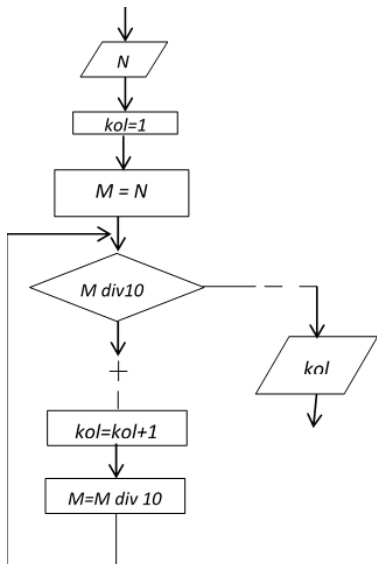 N
kol=1
M = N
M div10
+
kol
kol=kol+1
M=M div 10